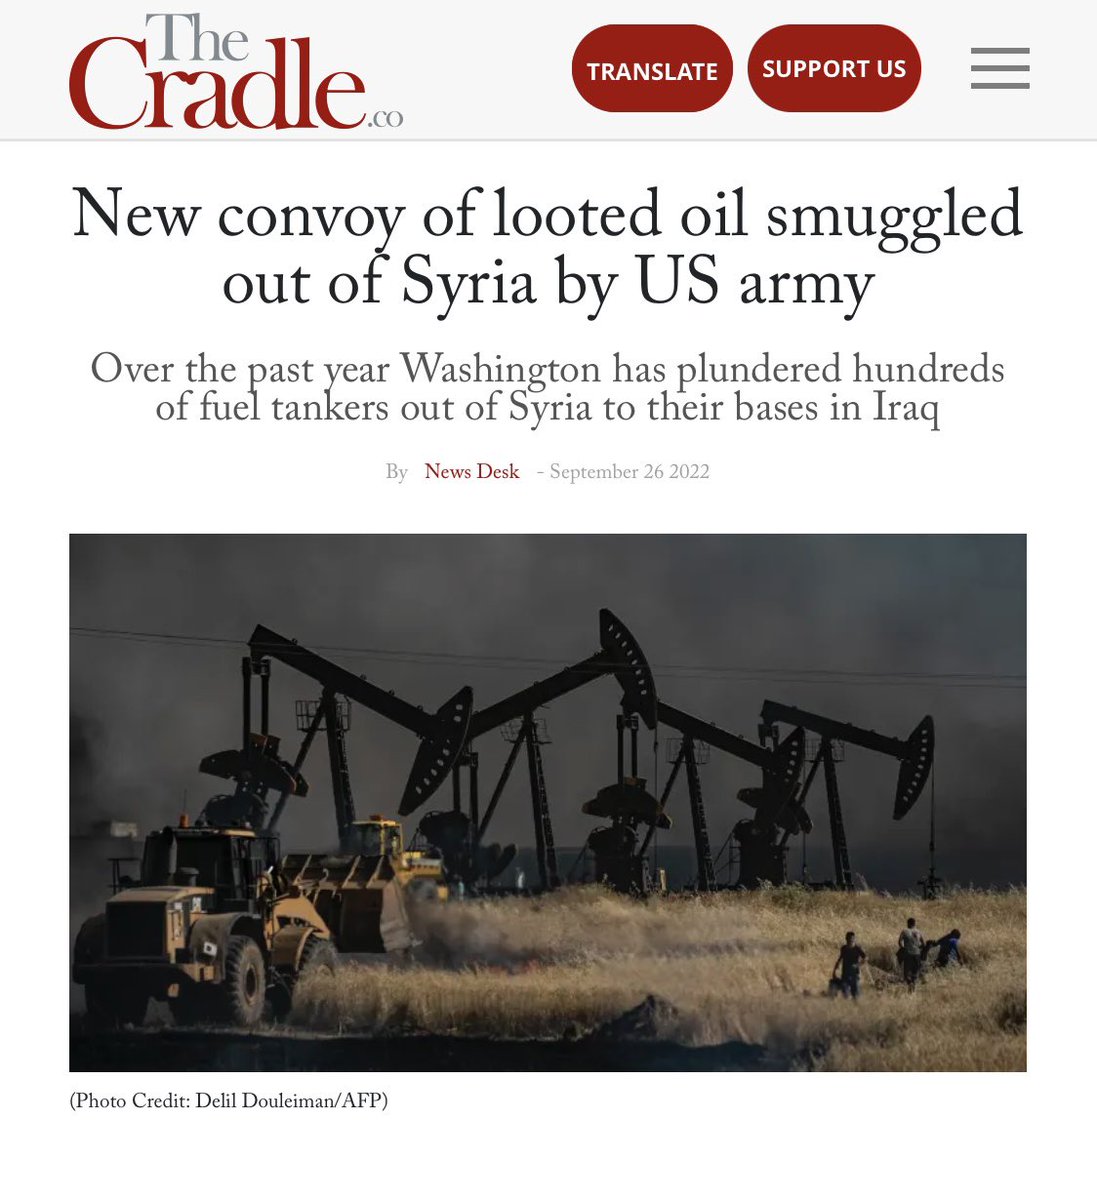 The
Cradle.co
TRANSLATE
SUPPORT US
New convoy of looted oil smuggled
out of Syria by US army
Over the past year Washington has plundered hundreds
of fuel tankers out of Syria to their bases in Iraq
By News Desk - September 26 2022
(Photo Credit: Delil Douleiman/AFP)